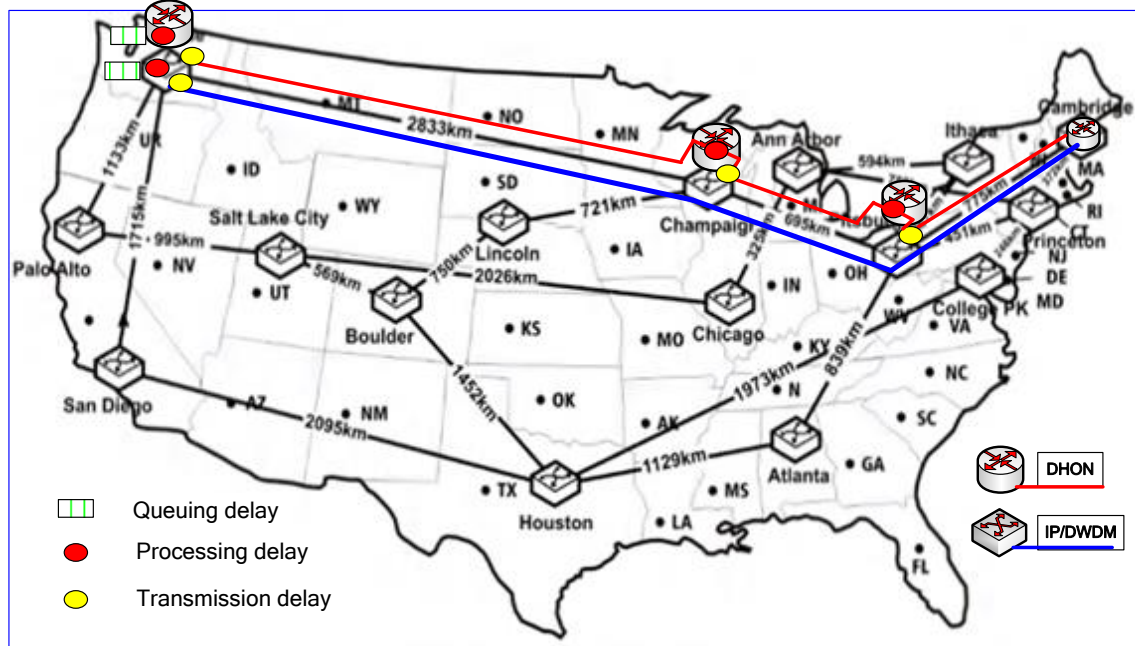 Cambridge
MT
NO
Ann Arbor
Ithaca
2833km
MN
594km
UR
1133km
ID
SD
MA
372km
775km
Salt Lake City
WY
721km
Champaign
695km
RI
451km
CT
Princeton
1715km
Lincoln
325km
995km
IA
246km
NJ
Palo Alto
NV
750km
OH
DE
569km
2026km
IN
UT
College PK
MD
WV
Boulder
Chicago
VA
KS
MO
KY
839km
1452km
1973km
NC
San Diego
N
AZ
NM
OK
AK
SC
2095km
1129km
Atlanta
GA
DHON
TX
MS
Houston
Queuing delay
LA
IP/DWDM
Processing delay
FL
Transmission delay